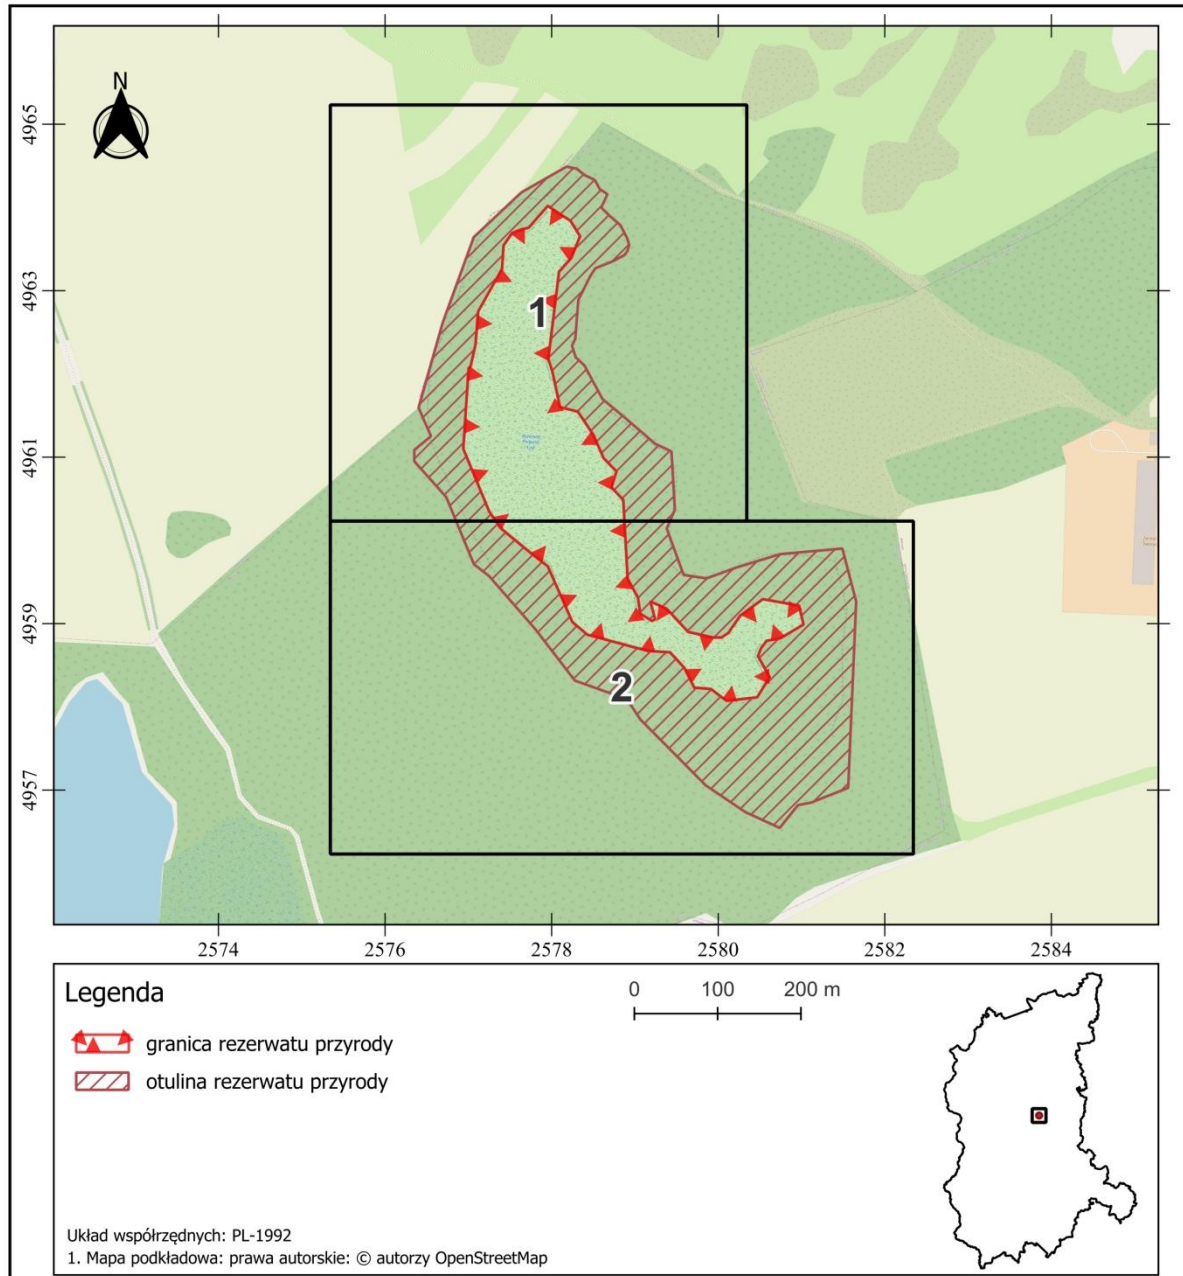 N
4965
4963
4961
4959
4957
1
2
2574
2576
2578
2580
2582
2584
Legenda
granica rezerwatu przyrody
otulina rezerwatu przyrody
0 100 200 m
Układ współrzędnych: PL-1992
1. Mapa podkładowa: prawa autorskie: © autorzy OpenStreetMap